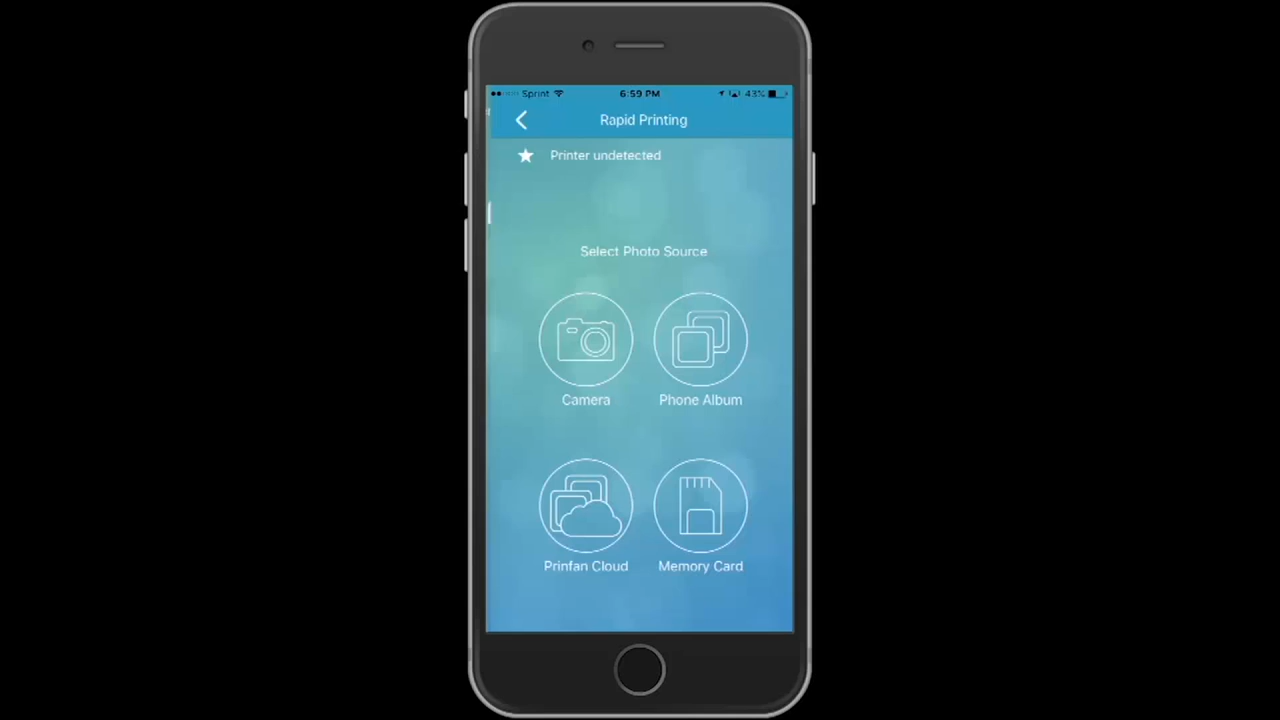 Sprint 6:59 PM 43%
Rapid Printing
Printer undetected
Select Photo Source
Camera Phone Album
Prinfan Cloud Memory Card